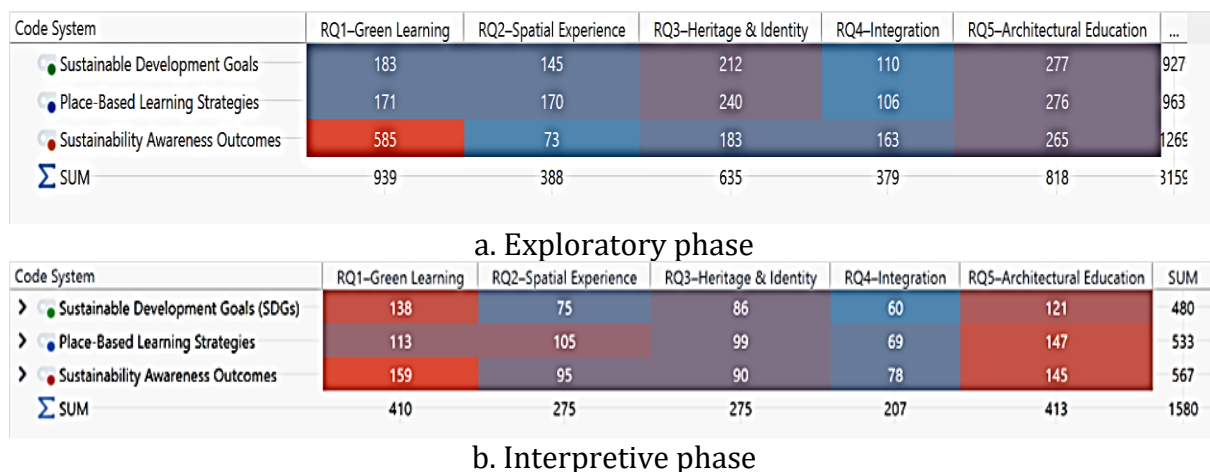 Code System RQ1–Green Learning RQ2–Spatial Experience RQ3–Heritage & Identity RQ4–Integration RQ5–Architectural Education ...
Sustainable Development Goals 183 145 212 110 277 927
Place-Based Learning Strategies 171 170 240 106 276 963
Sustainability Awareness Outcomes 585 73 183 163 265 1269
∑ SUM 939 388 635 379 818 3159
a. Exploratory phase
Code System RQ1–Green Learning RQ2–Spatial Experience RQ3–Heritage & Identity RQ4–Integration RQ5–Architectural Education SUM
Sustainable Development Goals (SDGs) 138 75 86 60 121 480
Place-Based Learning Strategies 113 105 99 69 147 533
Sustainability Awareness Outcomes 159 95 90 78 145 567
∑ SUM 410 275 275 207 413 1580
b. Interpretive phase